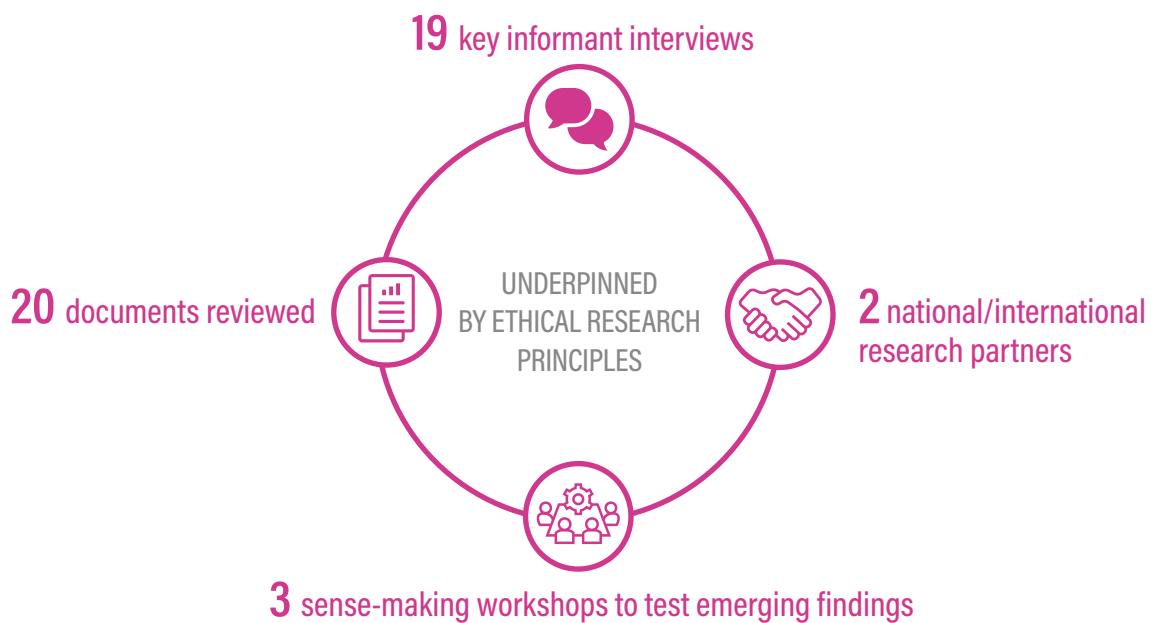 19 key informant interviews
UNDERPINNED
BY ETHICAL RESEARCH
PRINCIPLES
20 documents reviewed
2 national/international
research partners
3 sense-making workshops to test emerging findings